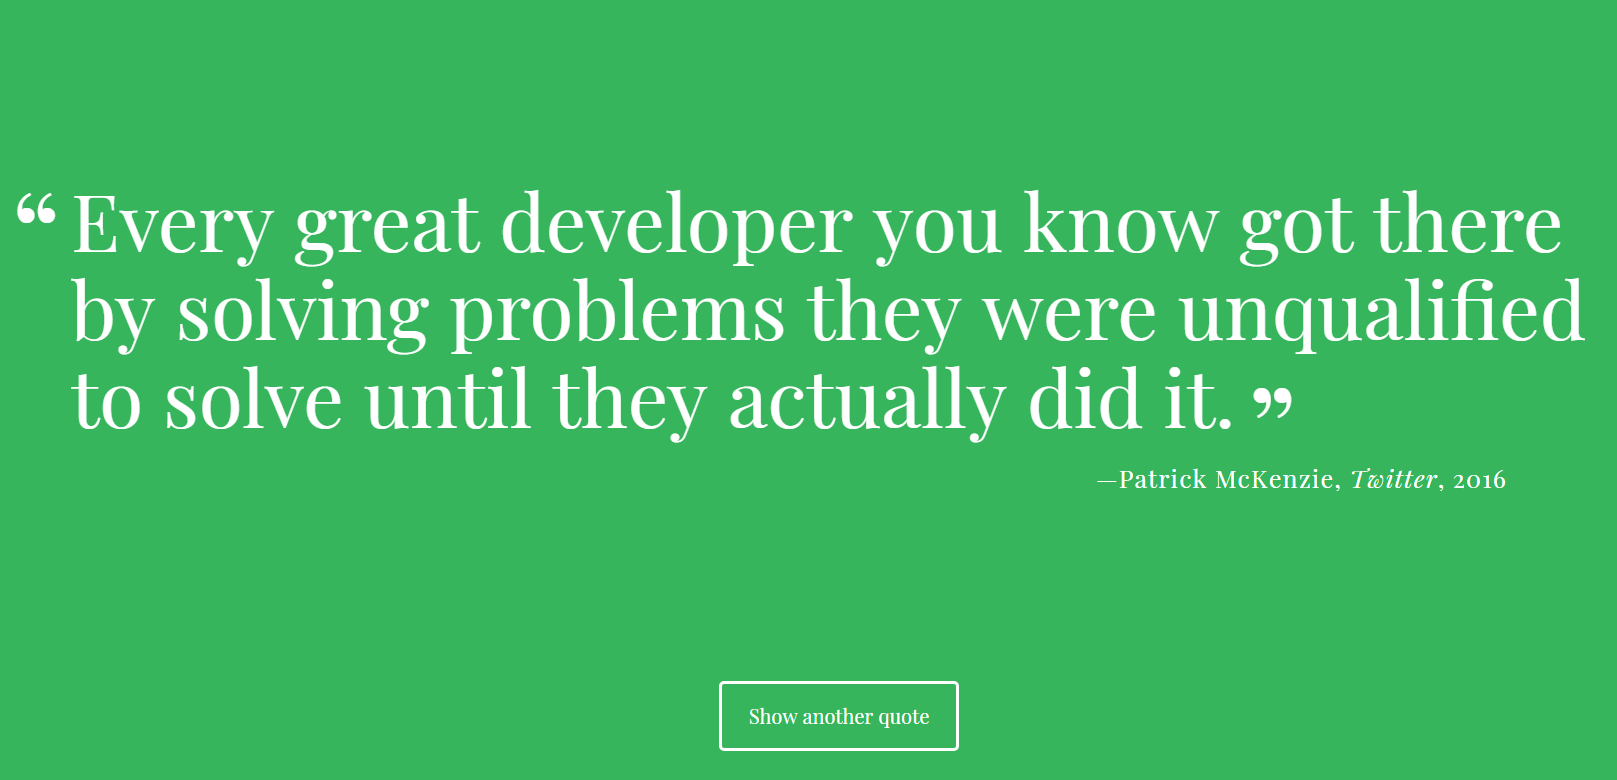 “Every great developer you know got there
by solving problems they were unqualified
to solve until they actually did it.”
—Patrick McKenzie, Twitter, 2016
Show another quote